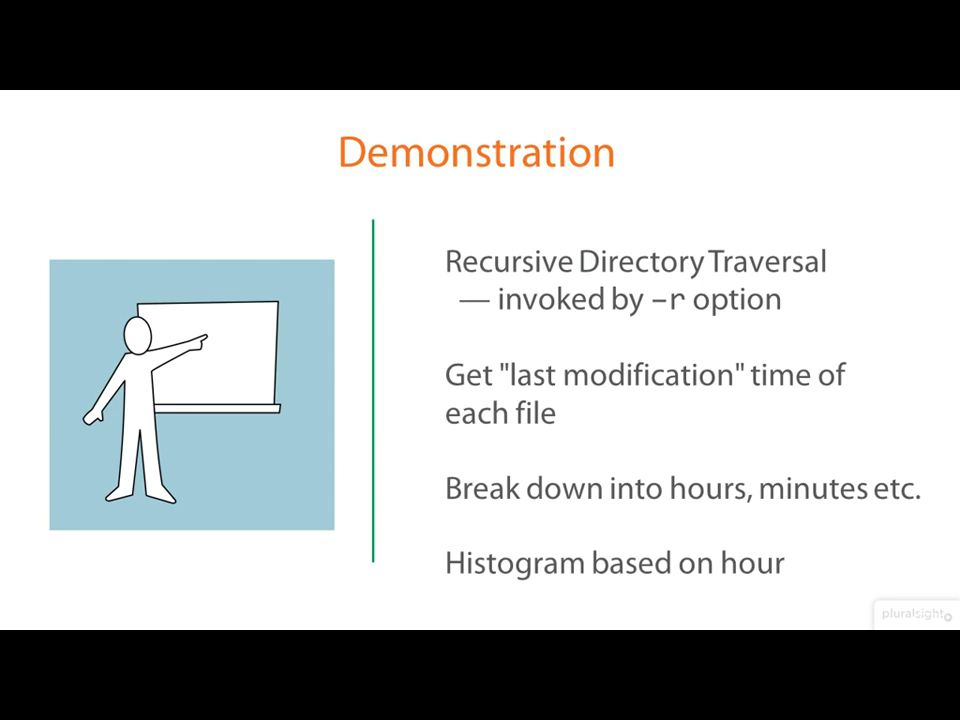 Demonstration
Recursive Directory Traversal
— invoked by -r option
Get "last modification" time of
each file
Break down into hours, minutes etc.
Histogram based on hour
pluralsight